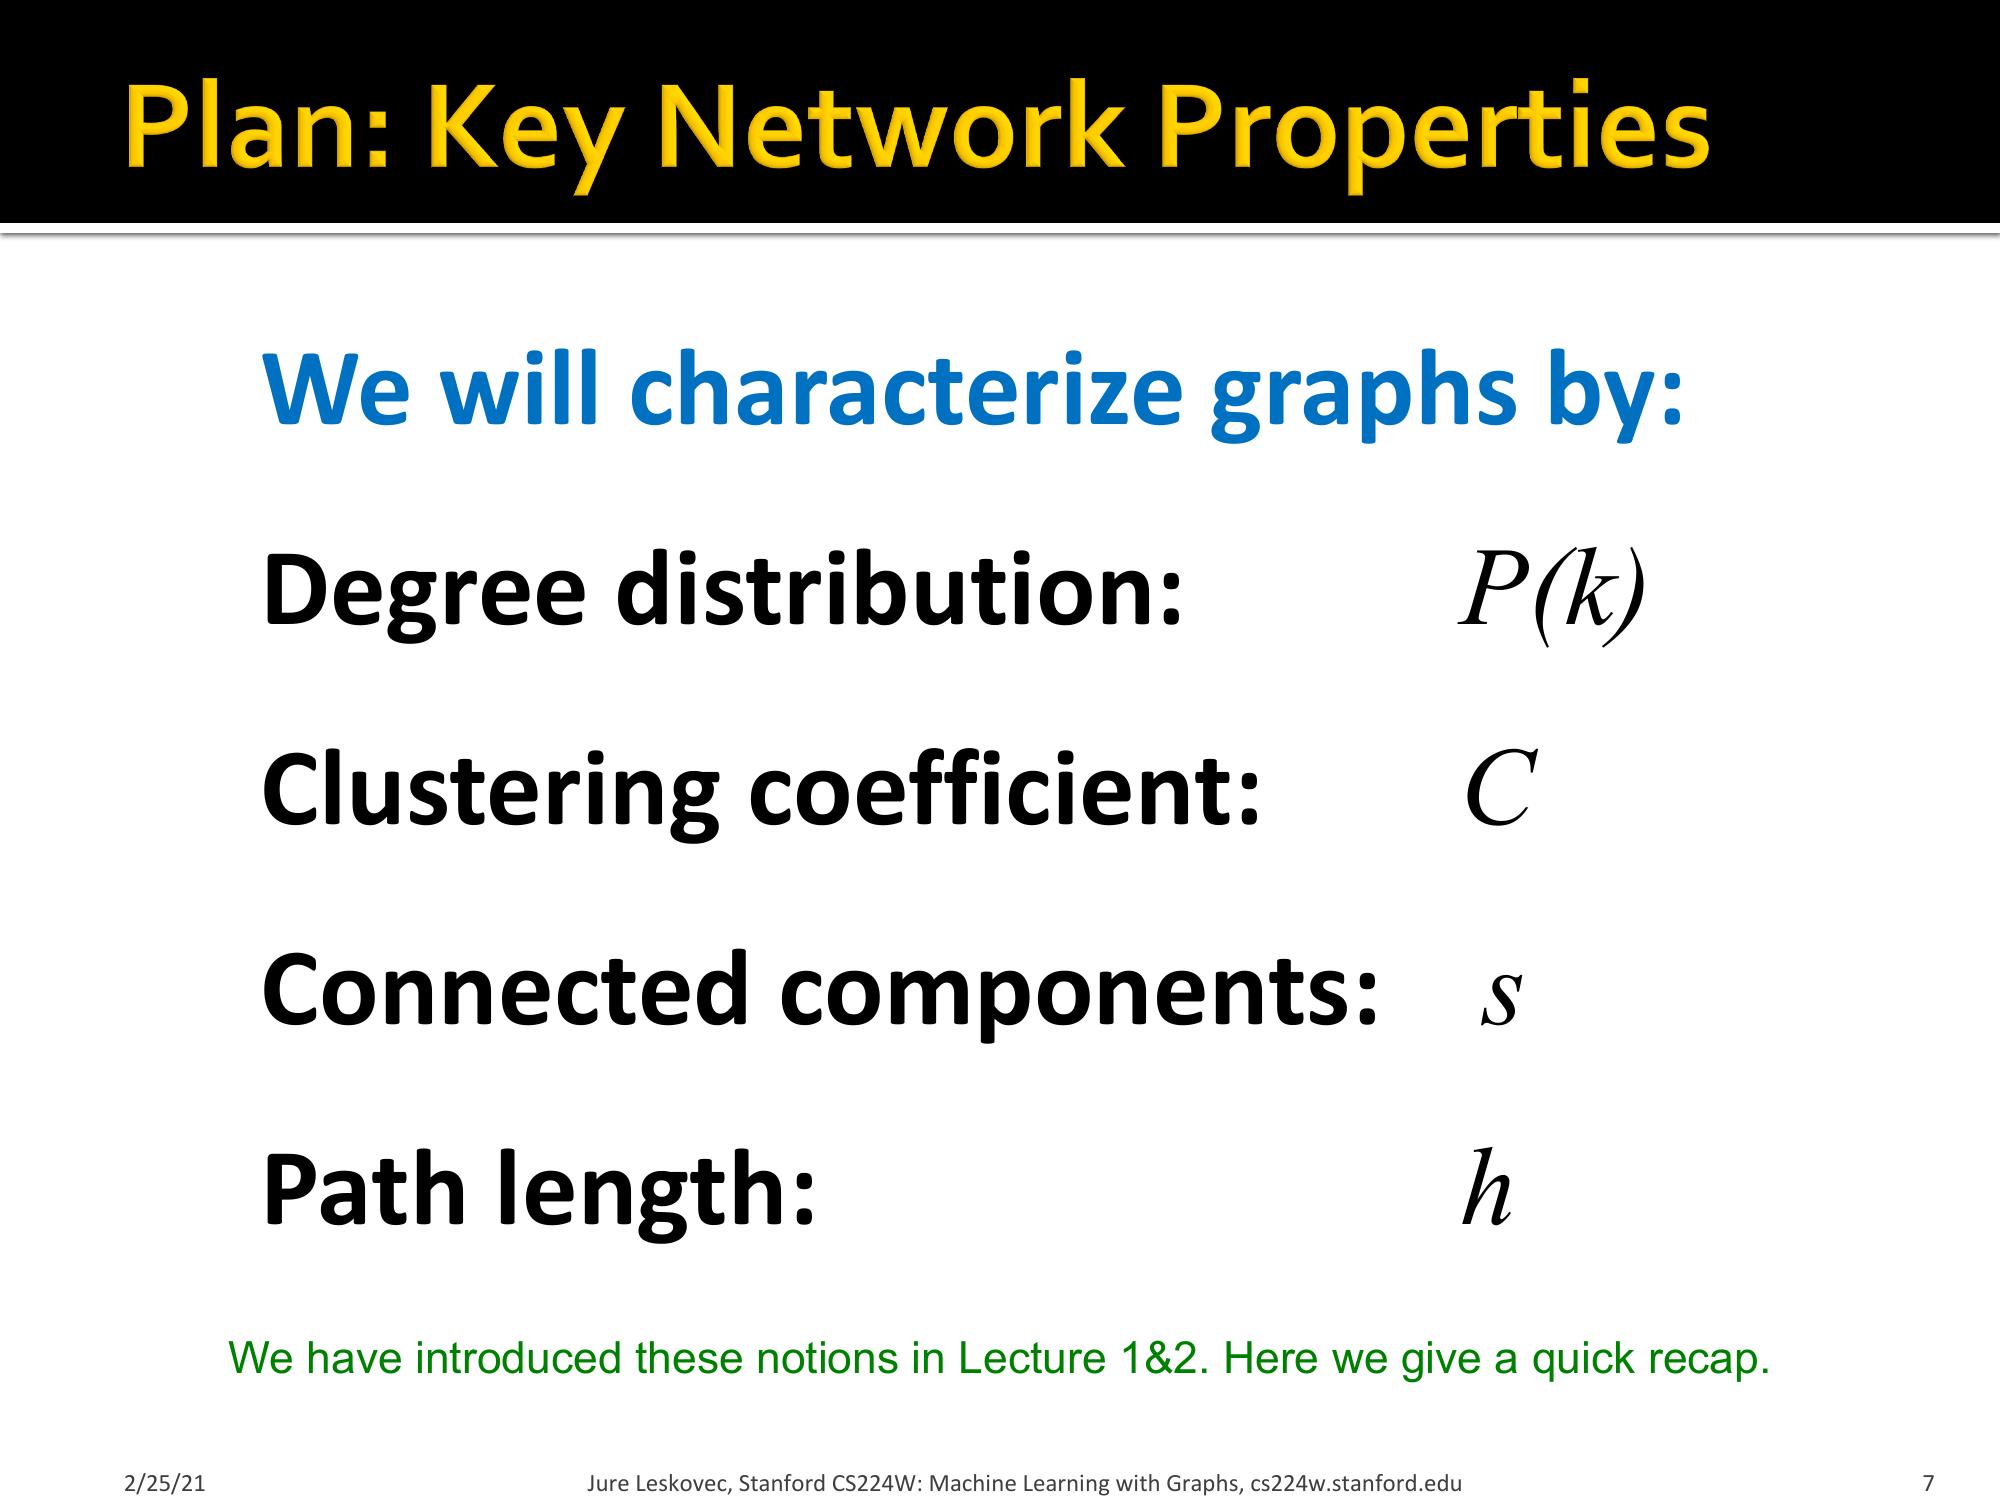 Plan: Key Network Properties
We will characterize graphs by:
Degree distribution: P(k)
Clustering coefficient: C
Connected components: s
Path length: h
We have introduced these notions in Lecture 1&2. Here we give a quick recap.
2/25/21 Jure Leskovec, Stanford CS224W: Machine Learning with Graphs, cs224w.stanford.edu 7